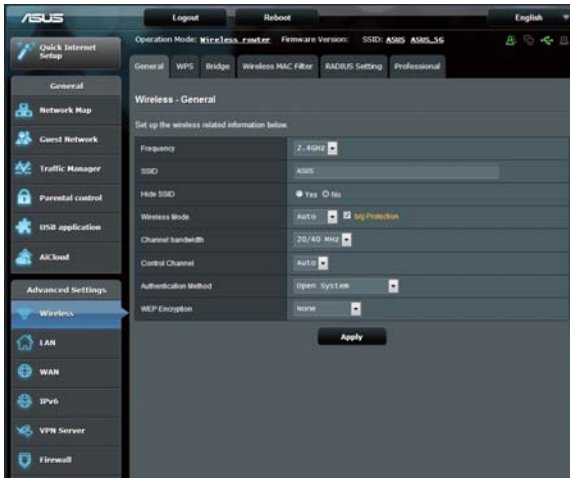 ASUS
Logout
Reboot
English
Quick Internet Setup
Operation Mode: Wireless router Firmware Version: SSID: ASUS ASUS_5G
General WPS Bridge Wireless MAC Filter RADIUS Setting Professional
General
Network Map
Guest Network
Traffic Manager
Parental control
USB application
AiCloud
Advanced Settings
Wireless
LAN
WAN
IPv6
VPN Server
Firewall
Wireless - General
Set up the wireless related information below.
Frequency 2.4GHz
SSID ASUS
Hide SSID Yes No
Wireless Mode Auto b/g Protection
Channel bandwidth 20/40 MHz
Control Channel Auto
Authentication Method Open System
WEP Encryption None
Apply